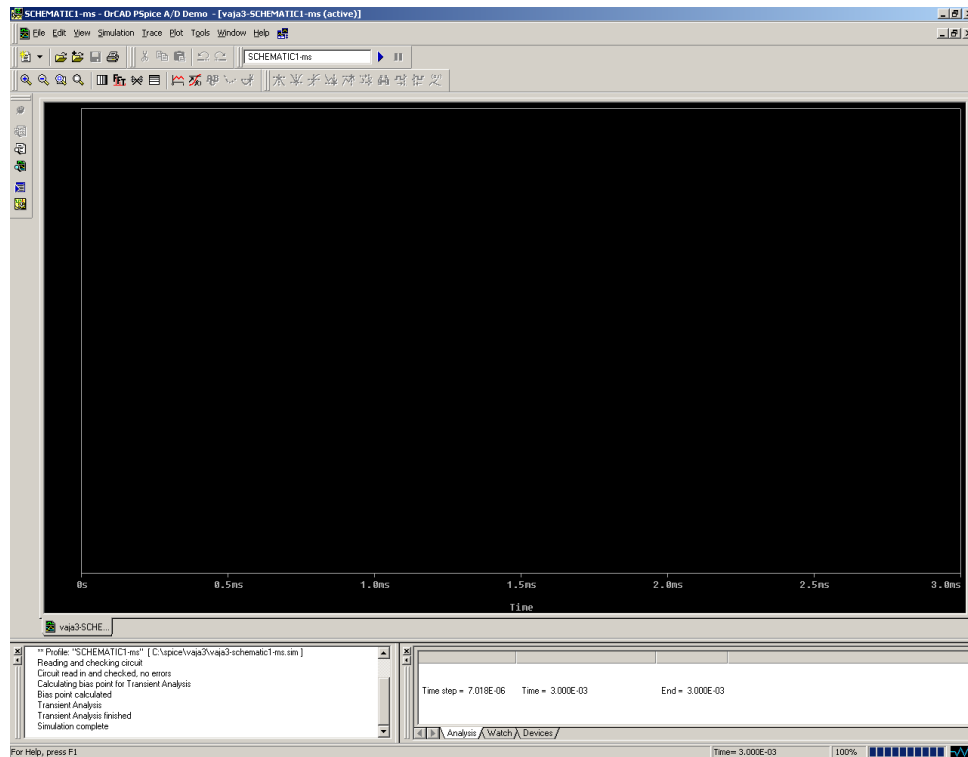 SCHEMATIC1-ms - OrCAD PSpice A/D Demo - [vaja3-SCHEMATIC1-ms (active)]
File Edit View Simulation Trace Plot Tools Window Help
SCHEMATIC1-ms
FFT
0s 0.5ms 1.0ms 1.5ms 2.0ms 2.5ms 3.0ms
Time
vaja3-SCHE...
** Profile: "SCHEMATIC1-ms" [ C:\spice\vaja3\vaja3-schematic1-ms.sim ]
Reading and checking circuit
Circuit read in and checked, no errors
Calculating bias point for Transient Analysis
Bias point calculated
Transient Analysis
Transient Analysis finished
Simulation complete
Time step = 7.018E-06 Time = 3.000E-03 End = 3.000E-03
Analysis Watch Devices
For Help, press F1 Time= 3.000E-03 100%